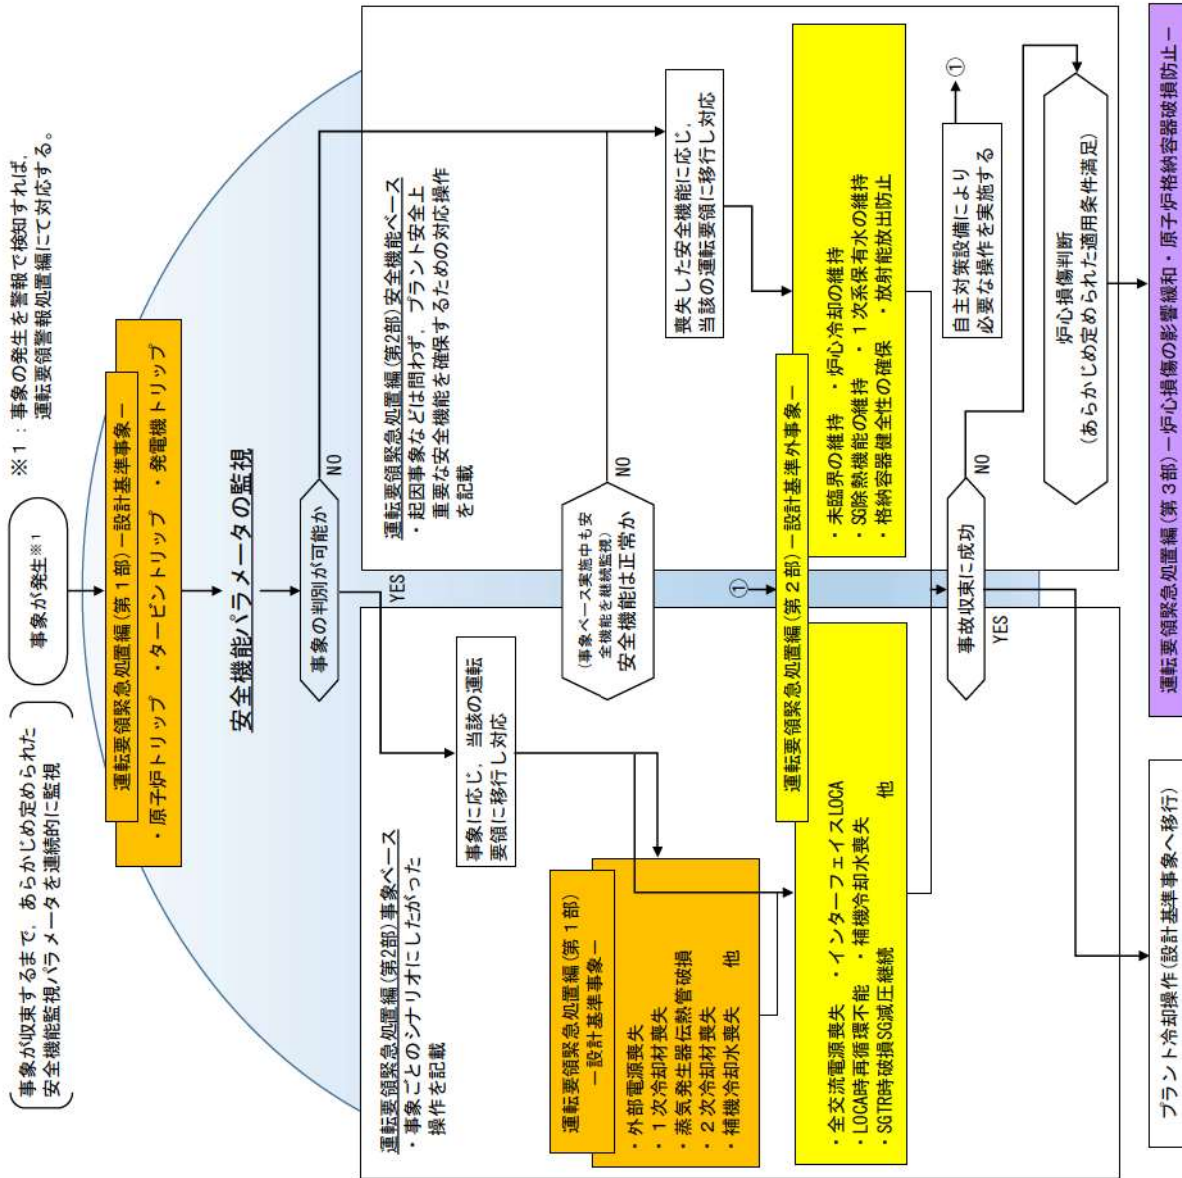 事象が収束するまで，あらかじめ定められた
安全機能監視パラメータを連続的に監視
事象が発生※1
※1：事象の発生を警報で検知すれば，
運転要領警報処置編にて対応する。
運転要領緊急処置編(第１部)－設計基準事象－
・原子炉トリップ ・タービントリップ ・発電機トリップ
安全機能パラメータの監視
事象の判別が可能か
NO
YES
運転要領緊急処置編(第2部)事象ベース
・事象ごとのシナリオにしたがった
操作を記載
事象に応じ，当該の運転
要領に移行し対応
運転要領緊急処置編(第2部)安全機能ベース
・起因事象などは問わず，プラント安全上
重要な安全機能を確保するための対応操作
を記載
運転要領緊急処置編(第１部)
－設計基準事象－
・外部電源喪失
・１次冷却材喪失
・蒸気発生器伝熱管破損
・２次冷却材喪失
・補機冷却水喪失 他
(事象ベース実施中も安
全機能を継続監視)
安全機能は正常か
NO
喪失した安全機能に応じ，
当該の運転要領に移行し対応
①
運転要領緊急処置編(第２部)－設計基準外事象－
・全交流電源喪失 ・インターフェイスLOCA
・LOCA時再循環不能 ・補機冷却水喪失
・SGTR時破損SG減圧継続 他
・未臨界の維持 ・炉心冷却の維持
・SG除熱機能の維持 ・１次系保有水の維持
・格納容器健全性の確保 ・放射能放出防止
事故収束に成功
NO
YES
自主対策設備により
必要な操作を実施する
①
炉心損傷判断
(あらかじめ定められた適用条件満足)
プラント冷却操作(設計基準事象へ移行)
運転要領緊急処置編(第３部)－炉心損傷の影響緩和・原子炉格納容器破損防止－